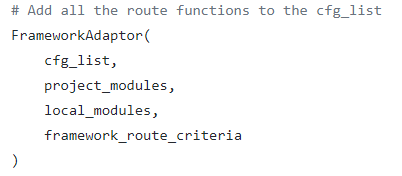 # Add all the route functions to the cfg_list
FrameworkAdaptor(
    cfg_list,
    project_modules,
    local_modules,
    framework_route_criteria
)